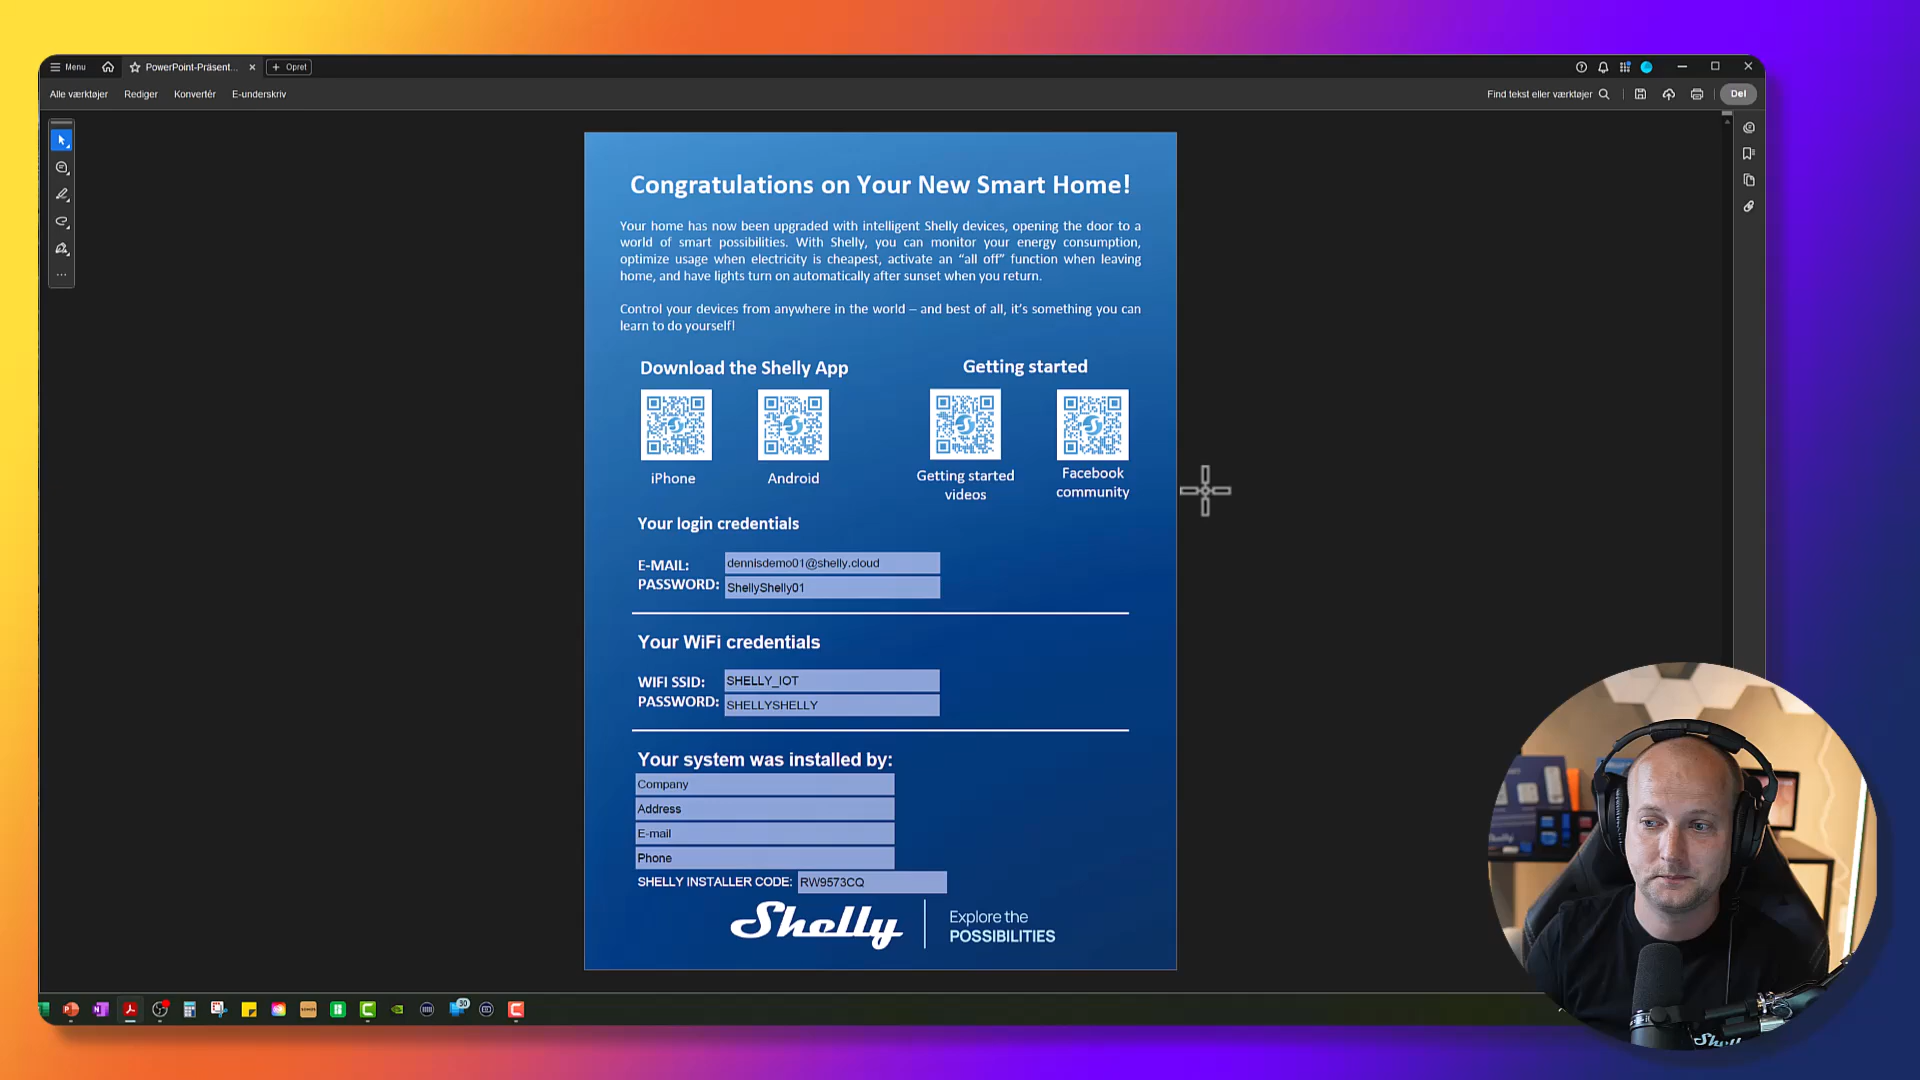 Menu
PowerPoint-Präsent...
Opret
Alle værktøjer
Rediger
Konvertér
E-underskriv
Find tekst eller værktøjer
Del
Congratulations on Your New Smart Home!
Your home has now been upgraded with intelligent Shelly devices, opening the door to a
world of smart possibilities. With Shelly, you can monitor your energy consumption,
optimize usage when electricity is cheapest, activate an “all off” function when leaving
home, and have lights turn on automatically after sunset when you return.
Control your devices from anywhere in the world – and best of all, it’s something you can
learn to do yourself!
Download the Shelly App
Getting started
iPhone
Android
Getting started
videos
Facebook
community
Your login credentials
E-MAIL: dennisdemo01@shelly.cloud
PASSWORD: ShellyShelly01
Your WiFi credentials
WIFI SSID: SHELLY_IOT
PASSWORD: SHELLYSHELLY
Your system was installed by:
Company
Address
E-mail
Phone
SHELLY INSTALLER CODE: RW9573CQ
Shelly
Explore the
POSSIBILITIES
30
Shelly